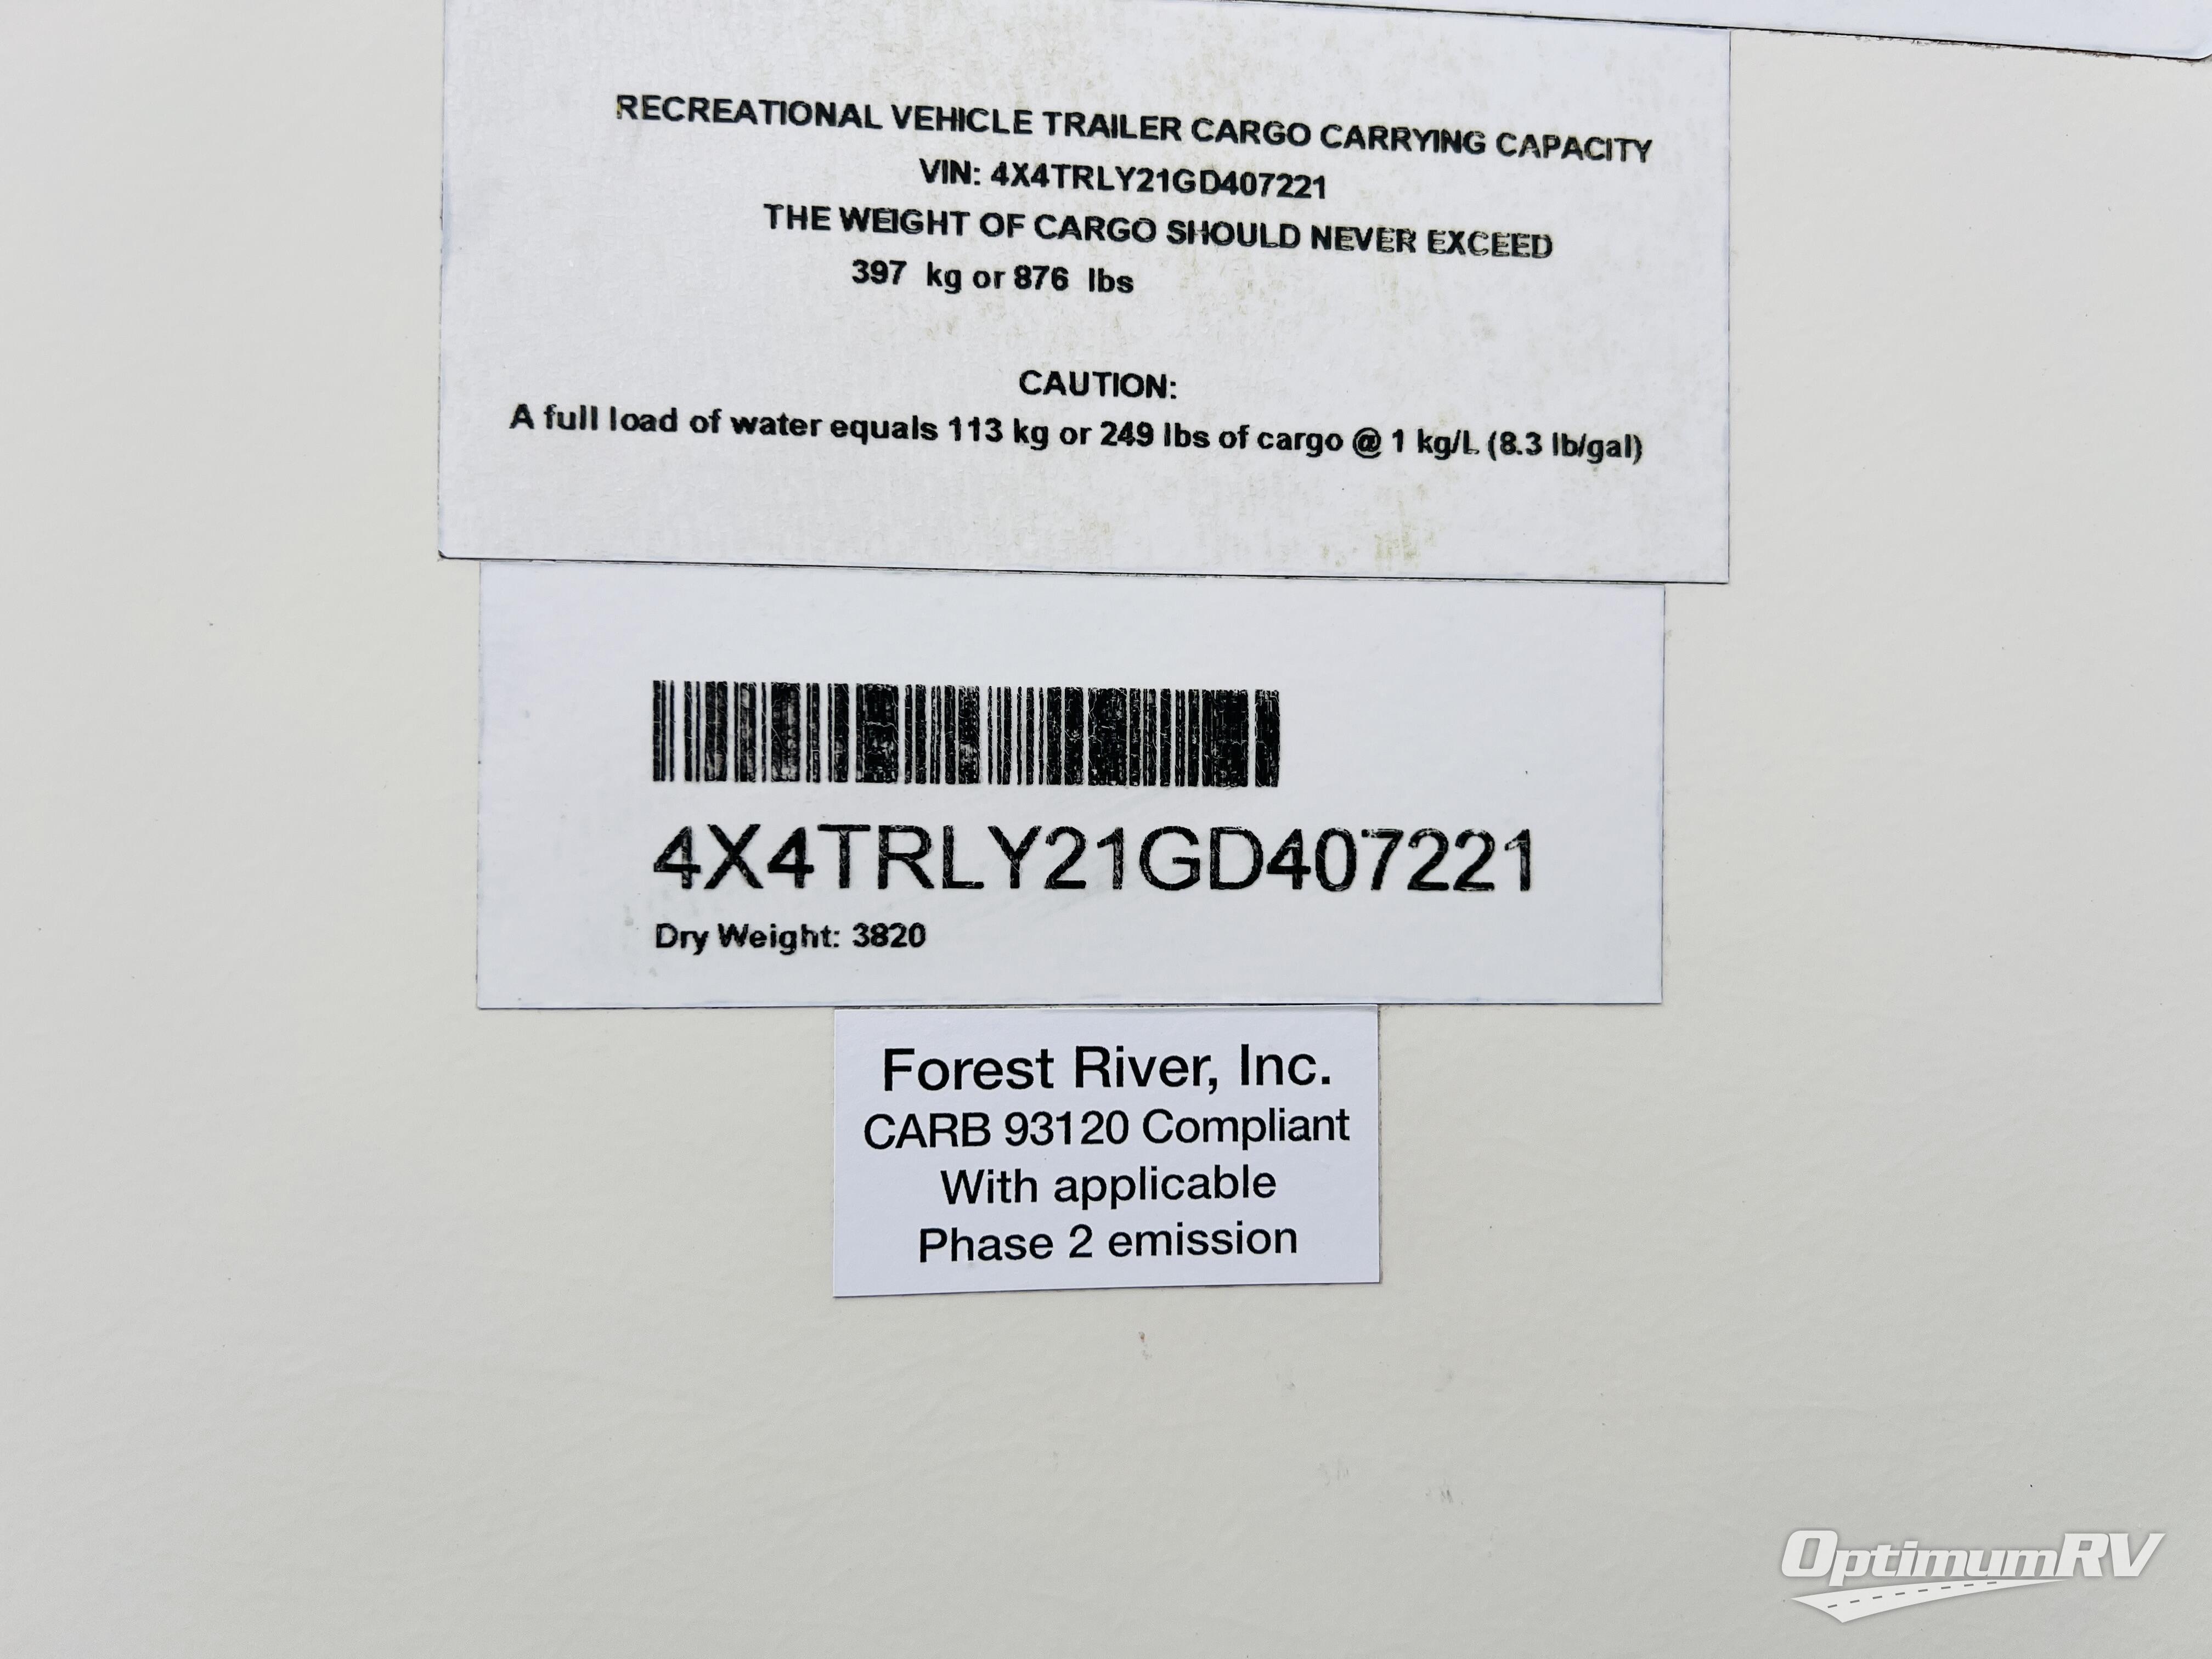 RECREATIONAL VEHICLE TRAILER CARGO CARRYING CAPACITY
VIN: 4X4TRLY21GD407221
THE WEIGHT OF CARGO SHOULD NEVER EXCEED
397 kg or 876 lbs
CAUTION:
A full load of water equals 113 kg or 249 lbs of cargo @ 1 kg/L (8.3 lb/gal)
4X4TRLY21GD407221
Dry Weight: 3820
Forest River, Inc.
CARB 93120 Compliant
With applicable
Phase 2 emission
OptimumRV